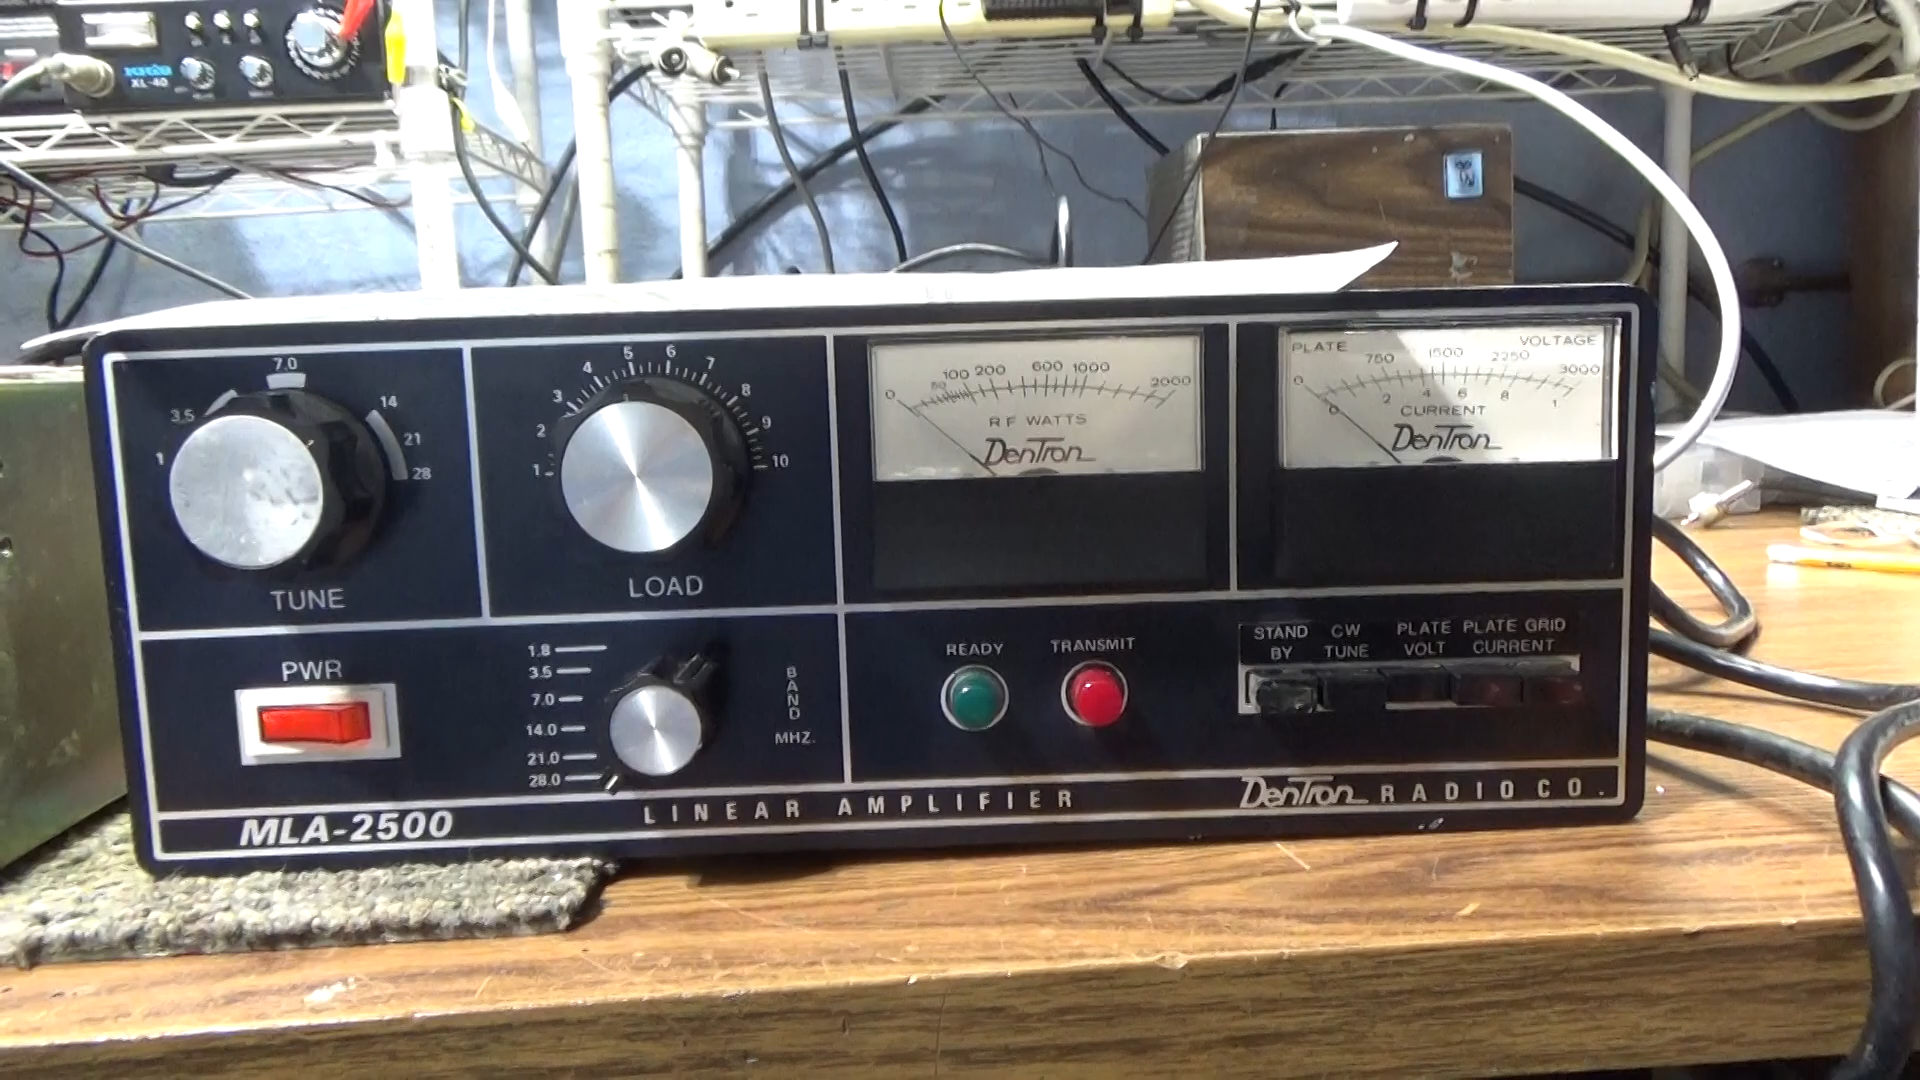 XL-40
7.0
3.5
14
1
21
28
TUNE
1 2 3 4 5 6 7 8 9 10
LOAD
0 50 100 200 600 1000 2000
RF WATTS
DenTron
PLATE VOLTAGE
0 750 1500 2250 3000
0 2 4 6 8 1
CURRENT
DenTron
PWR
1.8
3.5
7.0
14.0
21.0
28.0
BAND
MHZ.
READY
TRANSMIT
STAND BY
CW TUNE
PLATE VOLT
PLATE GRID
CURRENT
MLA-2500
LINEAR AMPLIFIER
DenTron RADIO CO.